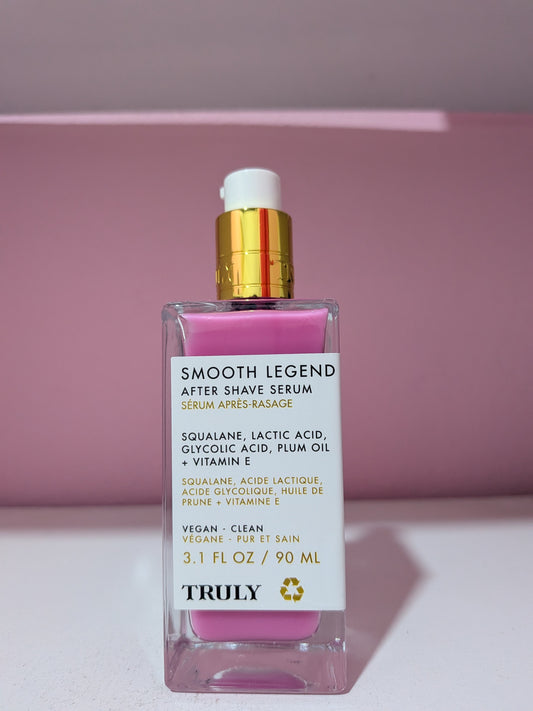 SMOOTH LEGEND
AFTER SHAVE SERUM
SÉRUM APRÈS-RASAGE
SQUALANE, LACTIC ACID,
GLYCOLIC ACID, PLUM OIL
+ VITAMIN E
SQUALANE, ACIDE LACTIQUE,
ACIDE GLYCOLIQUE, HUILE DE
PRUNE + VITAMINE E
VEGAN - CLEAN
VÉGANE - PUR ET SAIN
3.1 FL OZ / 90 ML
TRULY